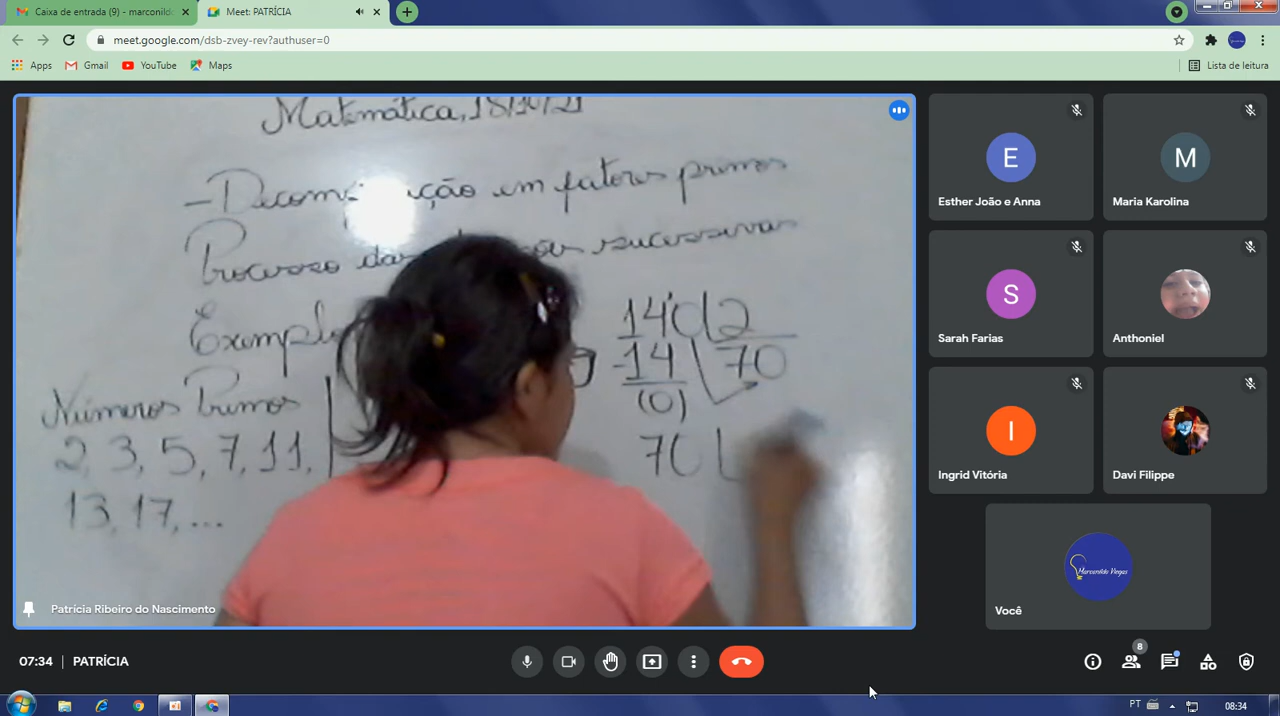 Caixa de entrada (9) - marconild
Meet: PATRÍCIA
meet.google.com/dsb-zvey-rev?authuser=0
Apps
Gmail
YouTube
Maps
Lista de leitura
Matemática, 18/10/21
em fatores primos
Processo das sucessivas
Números Primos
2, 3, 5, 7, 11,
13, 17, ...
140 2
-14 70
(0)
70
Patrícia Ribeiro do Nascimento
E
Esther João e Anna
M
Maria Karolina
S
Sarah Farias
Anthoniel
I
Ingrid Vitória
Davi Filippe
Marconildo Viegas
Você
07:34 | PATRÍCIA
8
PT
08:34